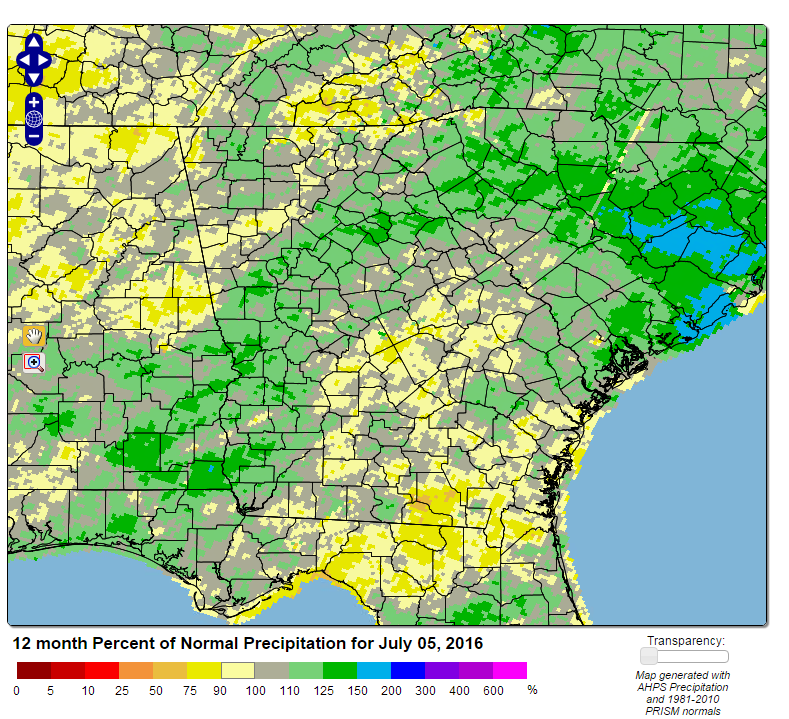 12 month Percent of Normal Precipitation for July 05, 2016
0 5 10 25 50 75 90 100 110 125 150 200 300 400 600 %
Transparency:
Map generated with
AHPS Precipitation
and 1981-2010
PRISM normals